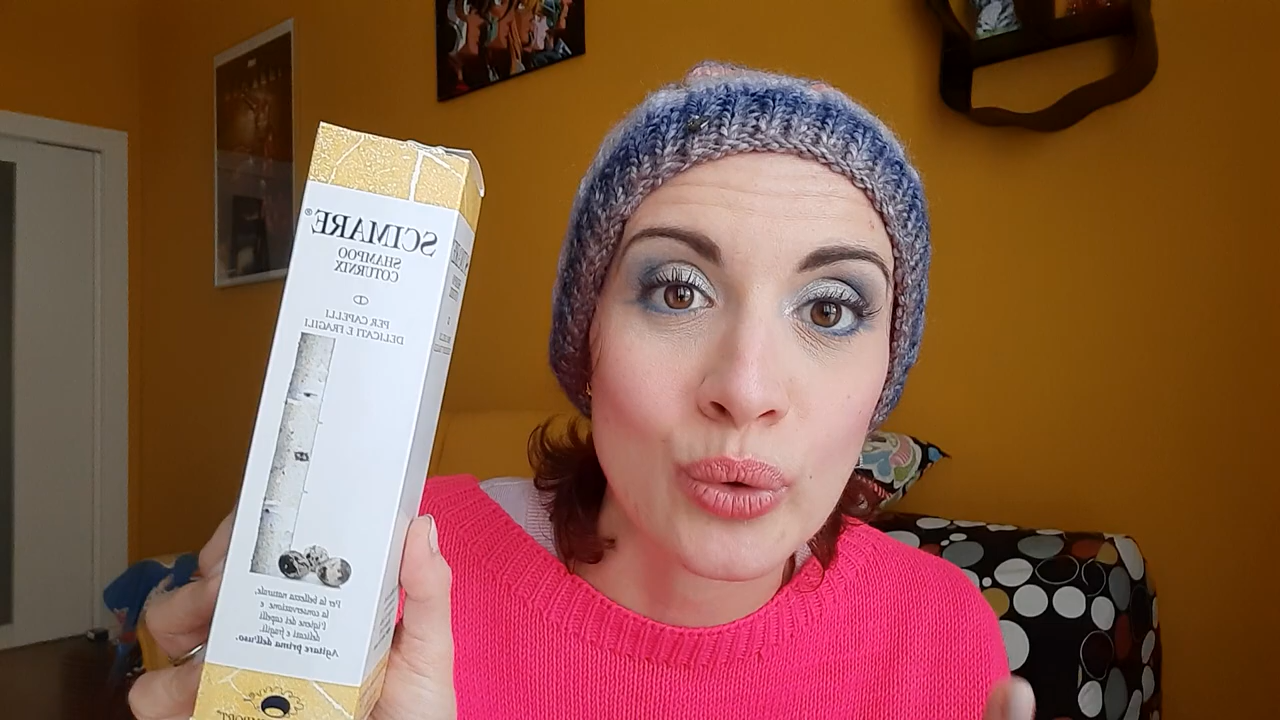 SCIMARE®
SHAMPOO
COTURNIX
PER CAPELLI
DELICATI E FRAGILI
Per la bellezza naturale,
la conservazione e
l'igiene dei capelli
delicati e fragili.
Agitare prima dell'uso.